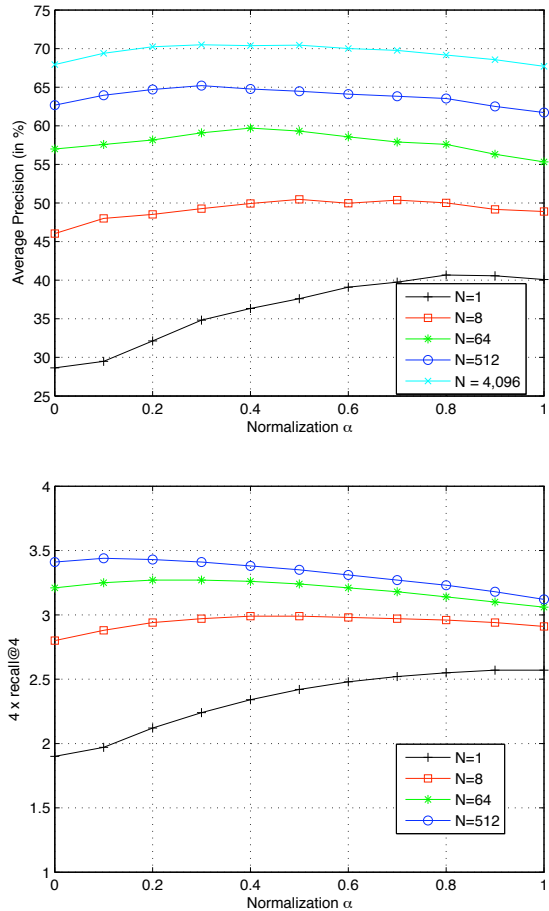 75
70
65
60
55
50
45
40
35
30
25
Average Precision (in %)
N=1
N=8
N=64
N=512
N = 4,096
0
0.2
0.4
0.6
0.8
1
Normalization α
4
3.5
3
2.5
2
1.5
1
4 x recall@4
N=1
N=8
N=64
N=512
0
0.2
0.4
0.6
0.8
1
Normalization α